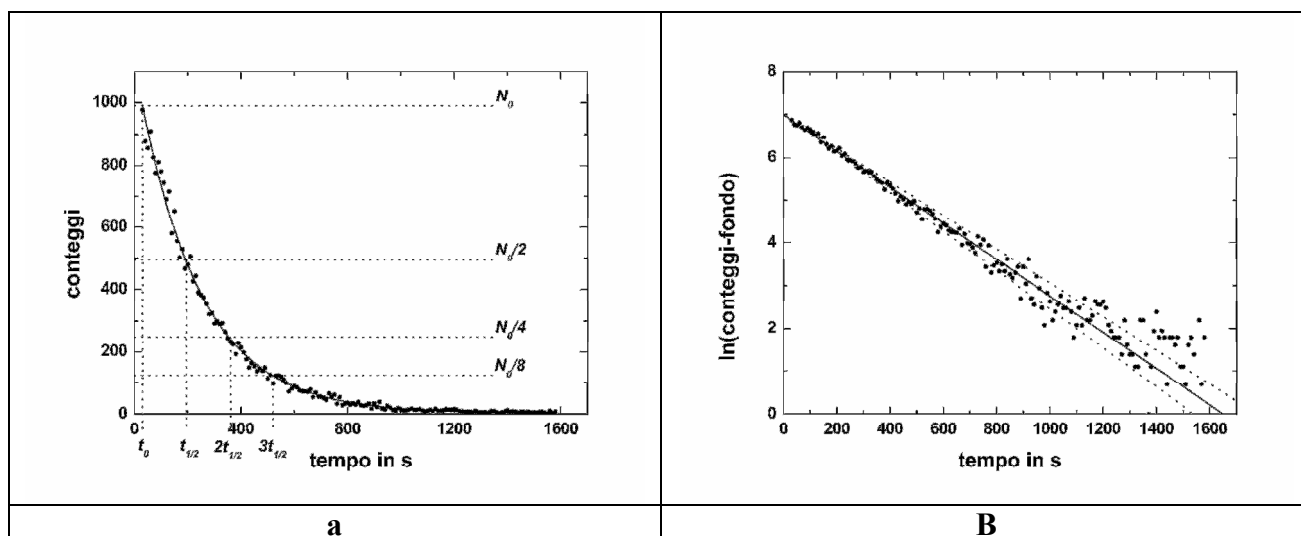 1000
800
600
400
200
0
conteggi
N₀
N₀/2
N₀/4
N₀/8
0 400 800 1200 1600
t₀ t₁/₂ 2t₁/₂ 3t₁/₂
tempo in s
a
8
6
4
2
0
ln(conteggi-fondo)
0 200 400 600 800 1000 1200 1400 1600
tempo in s
B